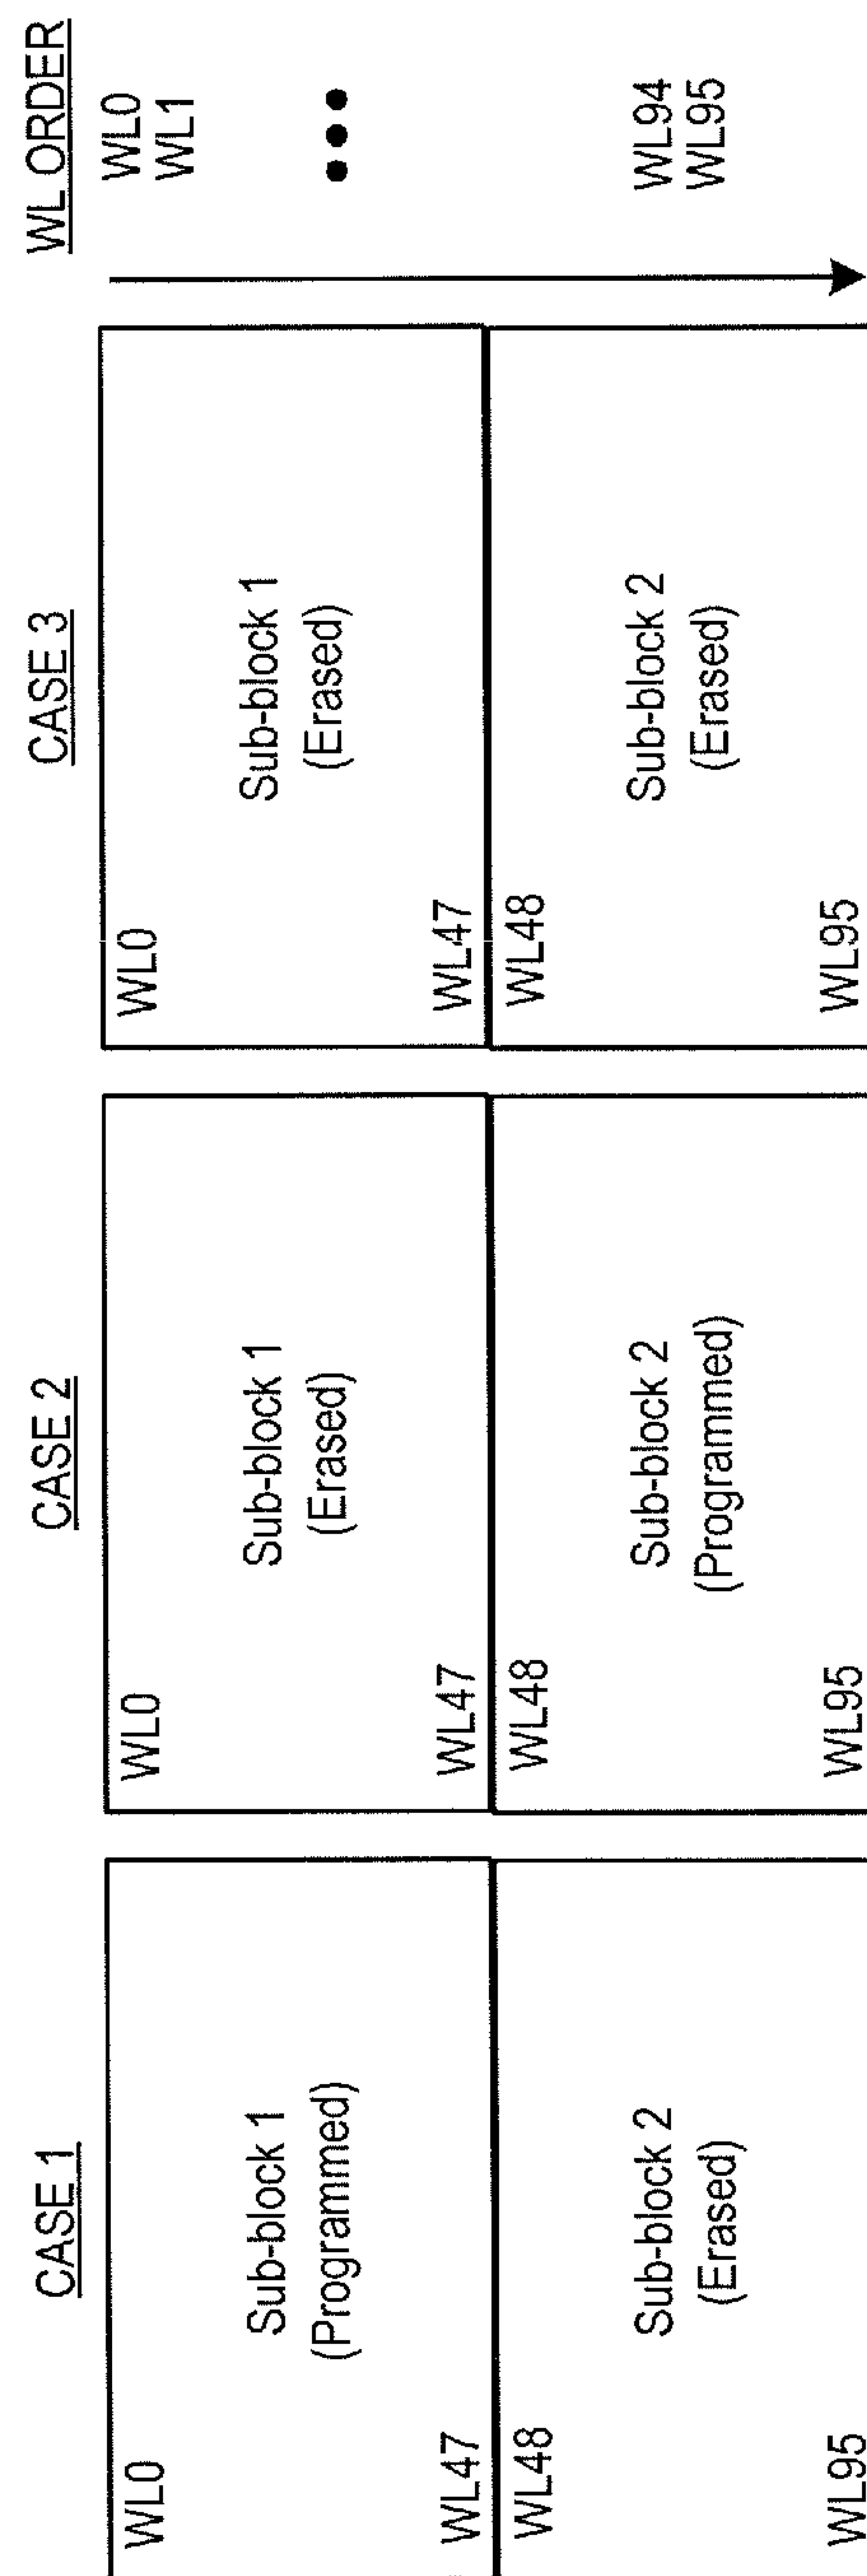 CASE 1
WL0
Sub-block 1
(Programmed)
WL47
WL48
Sub-block 2
(Erased)
WL95
CASE 2
WL0
Sub-block 1
(Erased)
WL47
WL48
Sub-block 2
(Programmed)
WL95
CASE 3
WL0
Sub-block 1
(Erased)
WL47
WL48
Sub-block 2
(Erased)
WL95
WL ORDER
WL0
WL1
WL94
WL95